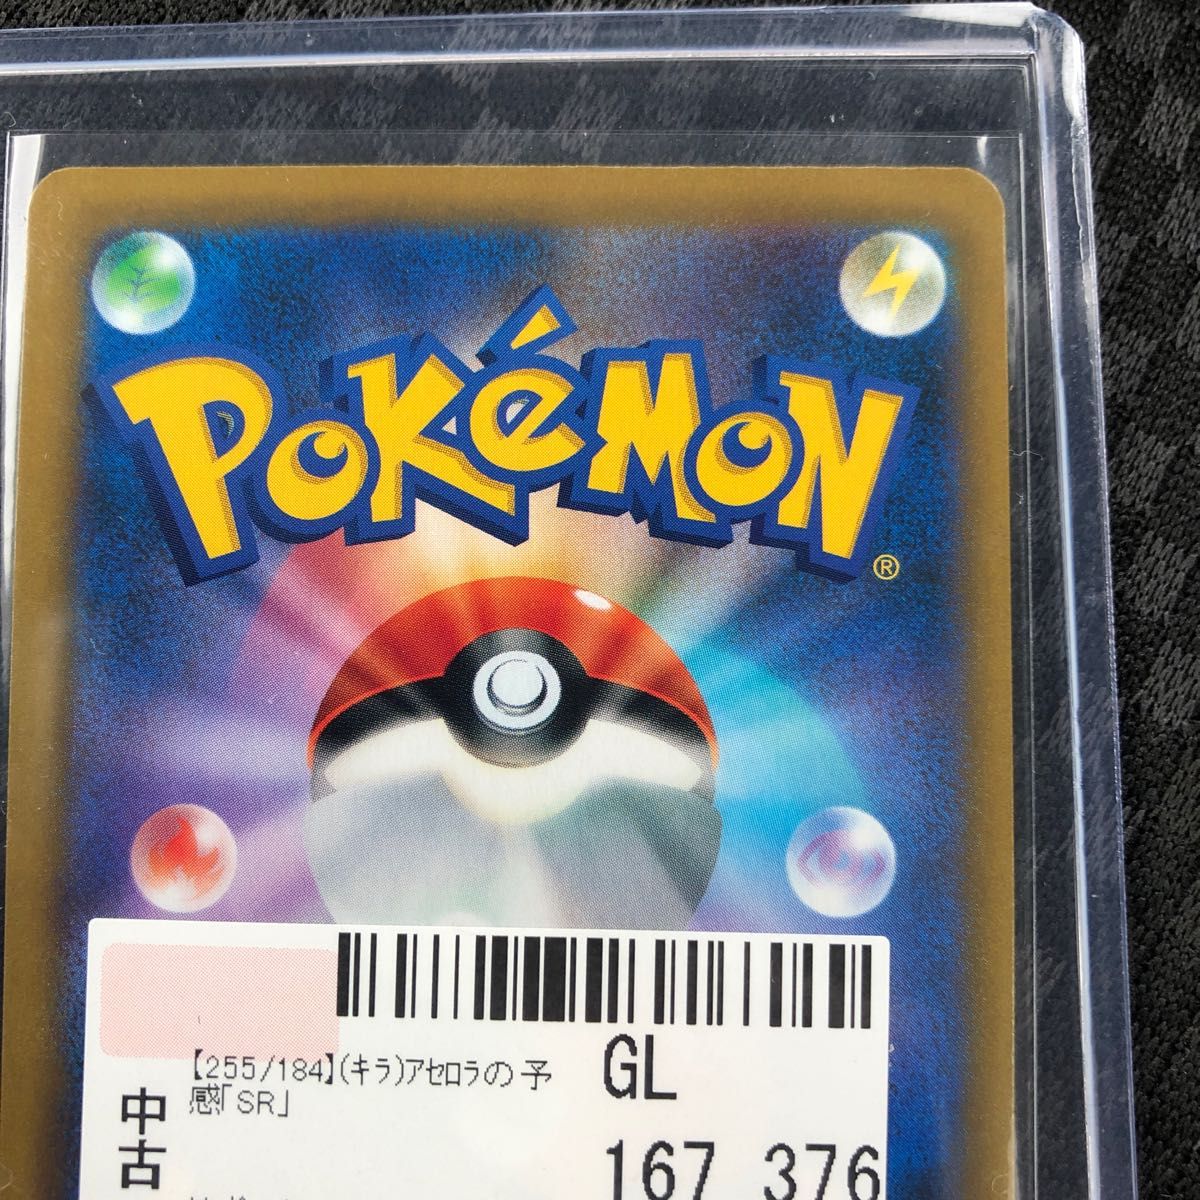 POKéMON
®
【255/184】(キラ)アセロラの予
感「SR」
GL
中古
167 376